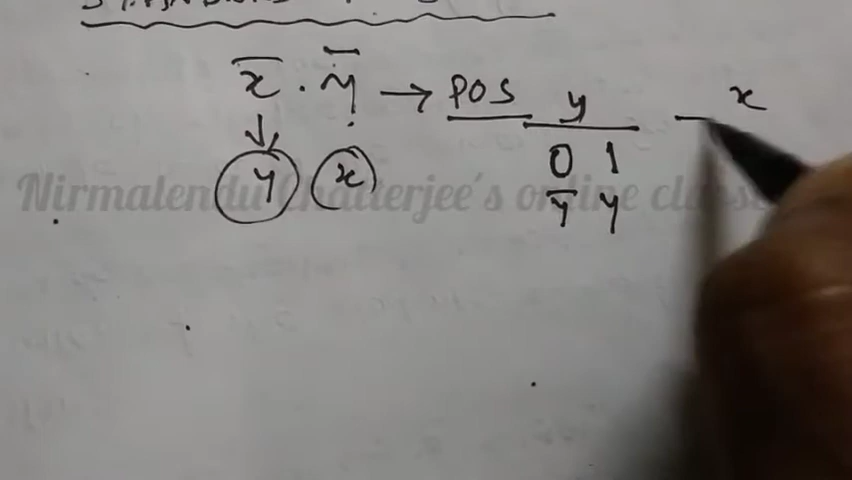 x̅ . y̅ → POS y x
↓ 0 1
y x y̅ y
Nirmalendu Chatterjee's online classes